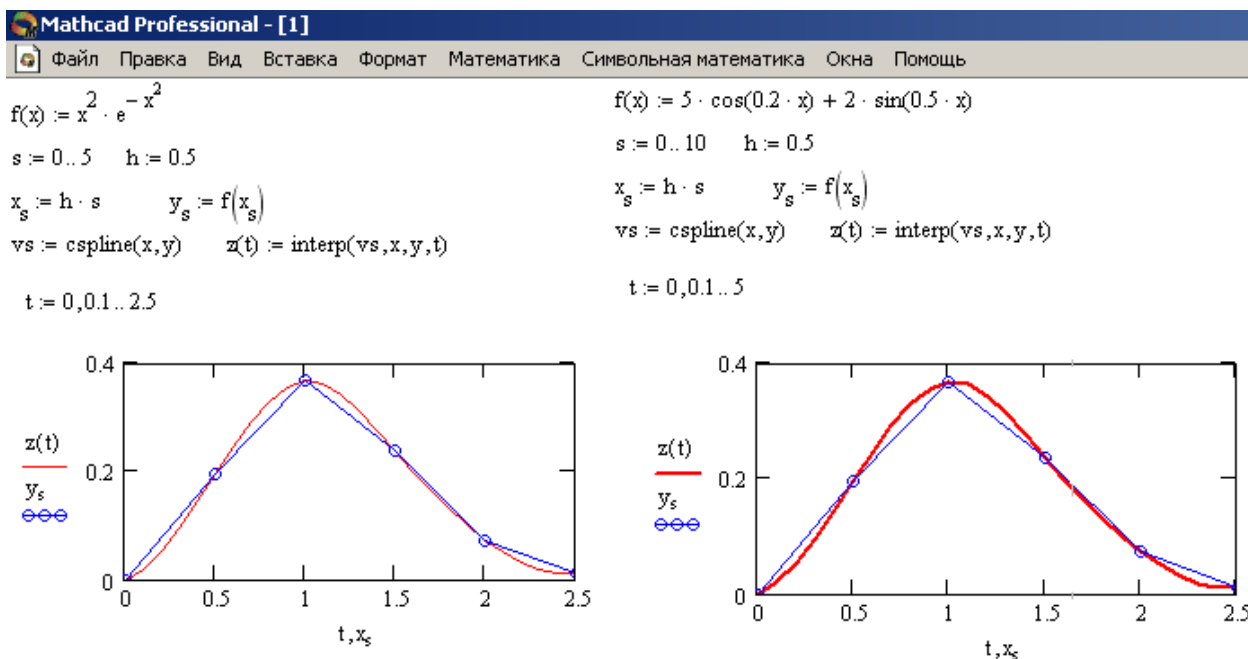 Mathcad Professional - [1]
Файл Правка Вид Вставка Формат Математика Символьная математика Окна Помощь
f(x) := x^2 · e^(-x^2)
s := 0 .. 5 h := 0.5
x_s := h · s y_s := f(x_s)
vs := cspline(x,y) z(t) := interp(vs,x,y,t)
t := 0,0.1 .. 2.5
0.4
z(t)
0.2
y_s
0
0 0.5 1 1.5 2 2.5
t,x_s
f(x) := 5 · cos(0.2 · x) + 2 · sin(0.5 · x)
s := 0 .. 10 h := 0.5
x_s := h · s y_s := f(x_s)
vs := cspline(x,y) z(t) := interp(vs,x,y,t)
t := 0,0.1 .. 5
0.4
z(t)
0.2
y_s
0
0 0.5 1 1.5 2 2.5
t,x_s